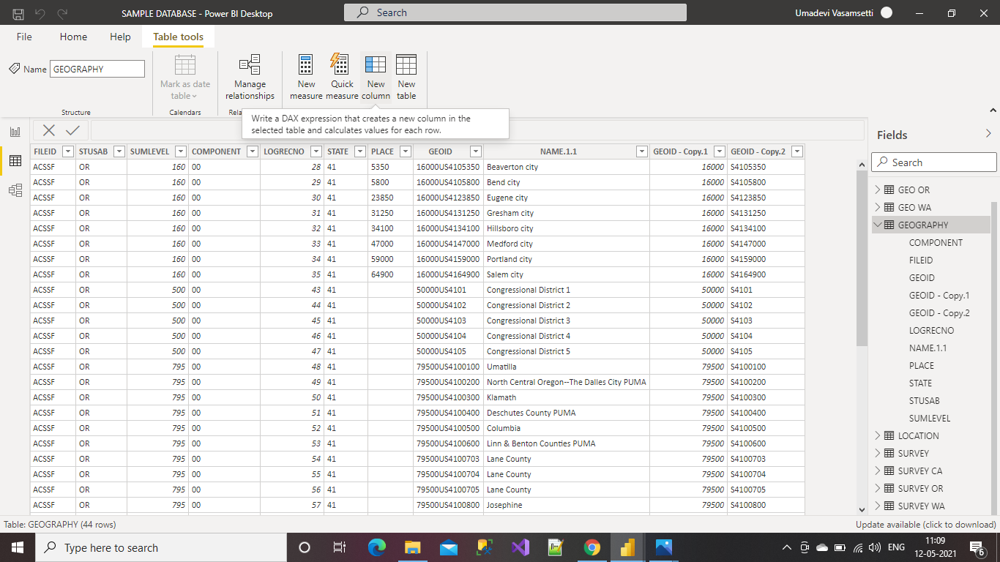 SAMPLE DATABASE - Power BI Desktop
Search
Umadevi Vasamsetti
File Home Help Table tools
Name GEOGRAPHY
Mark as date table
Manage relationships
New measure
Quick measure
New column
New table
Structure
Calendars
Rela
Write a DAX expression that creates a new column in the
selected table and calculates values for each row.
FILEID STUSAB SUMLEVEL COMPONENT LOGRECNO STATE PLACE GEOID NAME.1.1 GEOID - Copy.1 GEOID - Copy.2
ACSSF OR 160 00 28 41 5350 16000US4105350 Beaverton city 16000 S4105350
ACSSF OR 160 00 29 41 5800 16000US4105800 Bend city 16000 S4105800
ACSSF OR 160 00 30 41 23850 16000US4123850 Eugene city 16000 S4123850
ACSSF OR 160 00 31 41 31250 16000US4131250 Gresham city 16000 S4131250
ACSSF OR 160 00 32 41 34100 16000US4134100 Hillsboro city 16000 S4134100
ACSSF OR 160 00 33 41 47000 16000US4147000 Medford city 16000 S4147000
ACSSF OR 160 00 34 41 59000 16000US4159000 Portland city 16000 S4159000
ACSSF OR 160 00 35 41 64900 16000US4164900 Salem city 16000 S4164900
ACSSF OR 500 00 43 41 50000US4101 Congressional District 1 50000 S4101
ACSSF OR 500 00 44 41 50000US4102 Congressional District 2 50000 S4102
ACSSF OR 500 00 45 41 50000US4103 Congressional District 3 50000 S4103
ACSSF OR 500 00 46 41 50000US4104 Congressional District 4 50000 S4104
ACSSF OR 500 00 47 41 50000US4105 Congressional District 5 50000 S4105
ACSSF OR 795 00 48 41 79500US4100100 Umatilla 79500 S4100100
ACSSF OR 795 00 49 41 79500US4100200 North Central Oregon--The Dalles City PUMA 79500 S4100200
ACSSF OR 795 00 50 41 79500US4100300 Klamath 79500 S4100300
ACSSF OR 795 00 51 41 79500US4100400 Deschutes County PUMA 79500 S4100400
ACSSF OR 795 00 52 41 79500US4100500 Columbia 79500 S4100500
ACSSF OR 795 00 53 41 79500US4100600 Linn & Benton Counties PUMA 79500 S4100600
ACSSF OR 795 00 54 41 79500US4100703 Lane County 79500 S4100703
ACSSF OR 795 00 55 41 79500US4100704 Lane County 79500 S4100704
ACSSF OR 795 00 56 41 79500US4100705 Lane County 79500 S4100705
ACSSF OR 795 00 57 41 79500US4100800 Josephine 79500 S4100800
Fields
Search
GEO OR
GEO WA
GEOGRAPHY
COMPONENT
FILEID
GEOID
GEOID - Copy.1
GEOID - Copy.2
LOGRECNO
NAME.1.1
PLACE
STATE
STUSAB
SUMLEVEL
LOCATION
SURVEY
SURVEY CA
SURVEY OR
SURVEY WA
Table: GEOGRAPHY (44 rows)
Update available (click to download)
Type here to search
ENG
11:09
12-05-2021
6